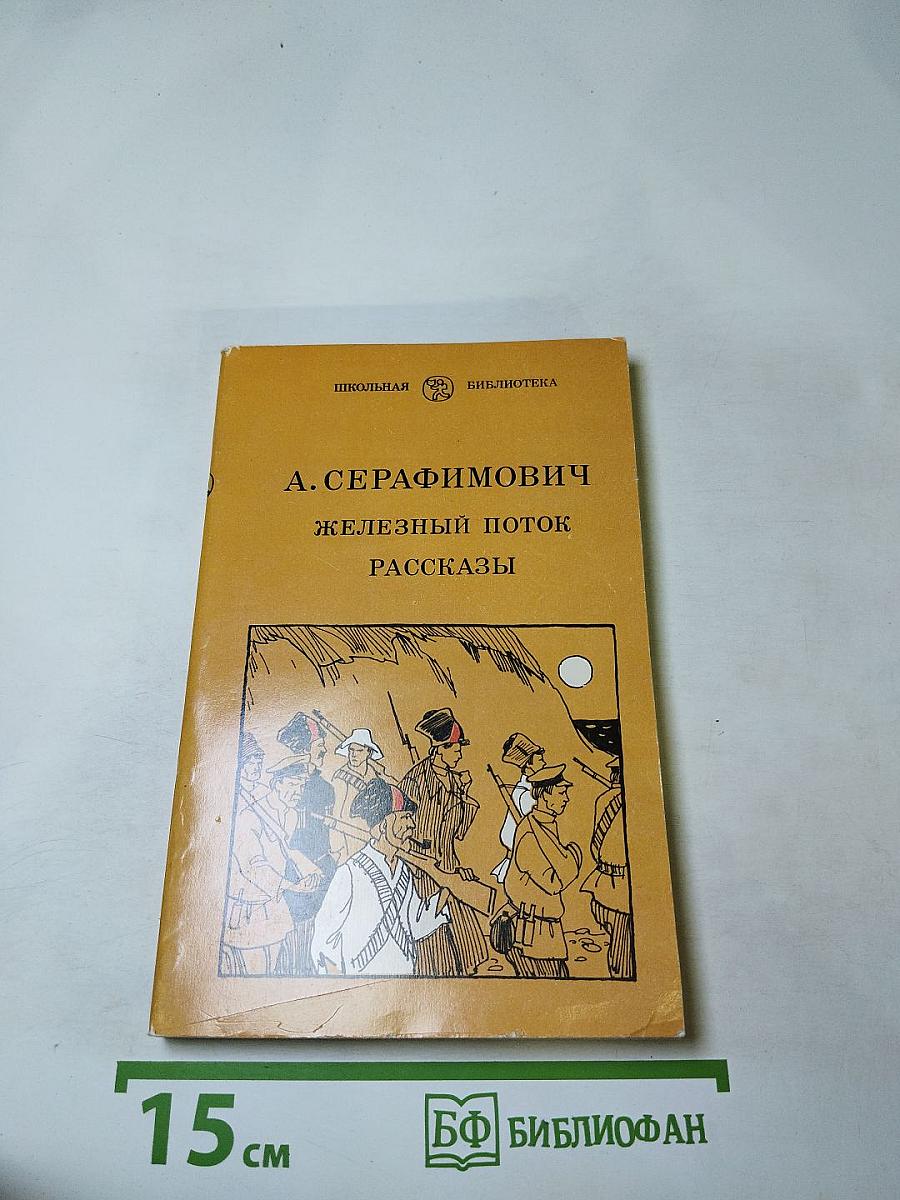 ШКОЛЬНАЯ БИБЛИОТЕКА
А. СЕРАФИМОВИЧ
ЖЕЛЕЗНЫЙ ПОТОК
РАССКАЗЫ
15 см
БФ БИБЛИОФАН